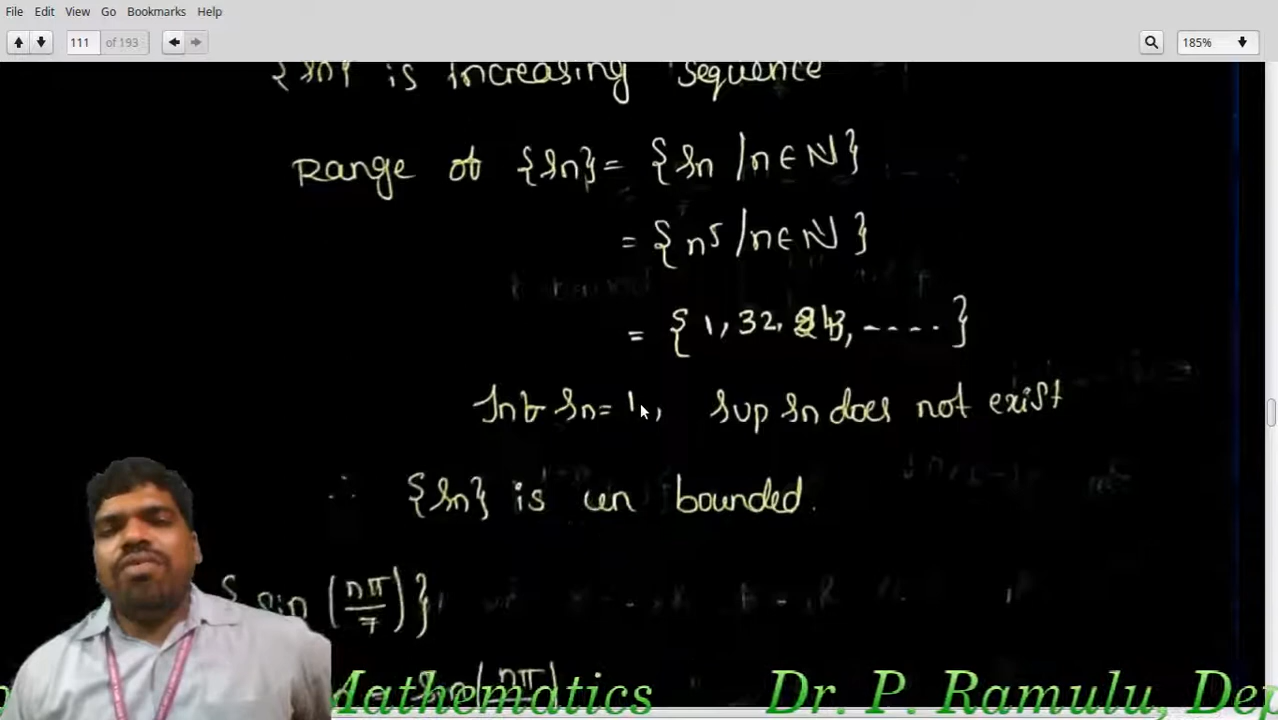 File Edit View Go Bookmarks Help
111 of 193 185%
{Sn} is increasing sequence
Range of {Sn} = {Sn / n ∈ N}
= {n⁵ / n ∈ N}
= {1, 32, 243, ----- }
Inf Sn = 1, sup Sn does not exist
∴ {Sn} is un bounded.
{ sin (nπ/7) }
Mathematics Dr. P. Ramulu, Dep